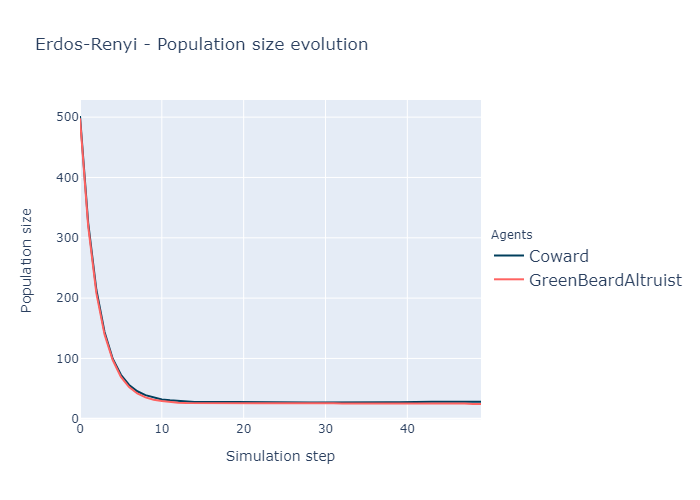 Erdos-Renyi - Population size evolution
500
400
300
200
100
0
Population size
0 10 20 30 40
Simulation step
Agents
Coward
GreenBeardAltruist